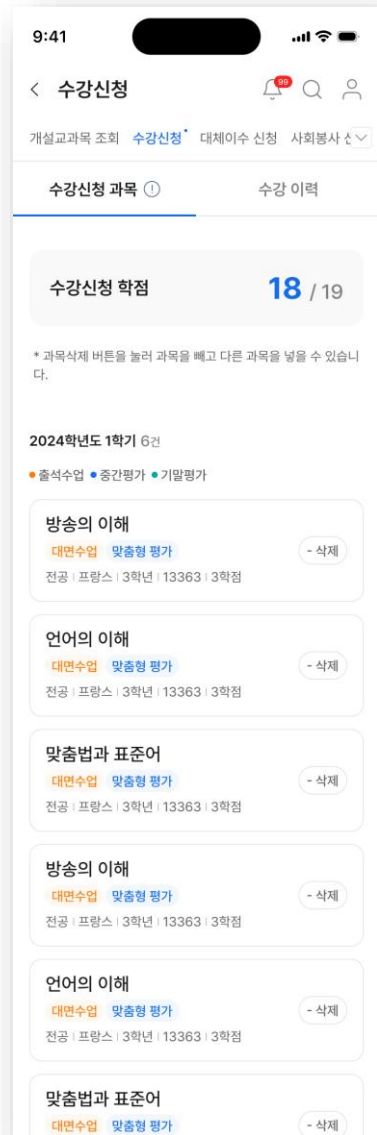 9:41
수강신청 99
개설교과목 조회 수강신청 대체이수 신청 사회봉사
수강신청 과목 수강 이력
수강신청 학점 18 / 19
* 과목삭제 버튼을 눌러 과목을 빼고 다른 과목을 넣을 수 있습니
다.
2024학년도 1학기 6건
출석수업 중간평가 기말평가
방송의 이해
대면수업 맞춤형 평가 - 삭제
전공 | 프랑스 | 3학년 | 13363 | 3학점
언어의 이해
대면수업 맞춤형 평가 - 삭제
전공 | 프랑스 | 3학년 | 13363 | 3학점
맞춤법과 표준어
대면수업 맞춤형 평가 - 삭제
전공 | 프랑스 | 3학년 | 13363 | 3학점
방송의 이해
대면수업 맞춤형 평가 - 삭제
전공 | 프랑스 | 3학년 | 13363 | 3학점
언어의 이해
대면수업 맞춤형 평가 - 삭제
전공 | 프랑스 | 3학년 | 13363 | 3학점
맞춤법과 표준어
대면수업 맞춤형 평가 - 삭제